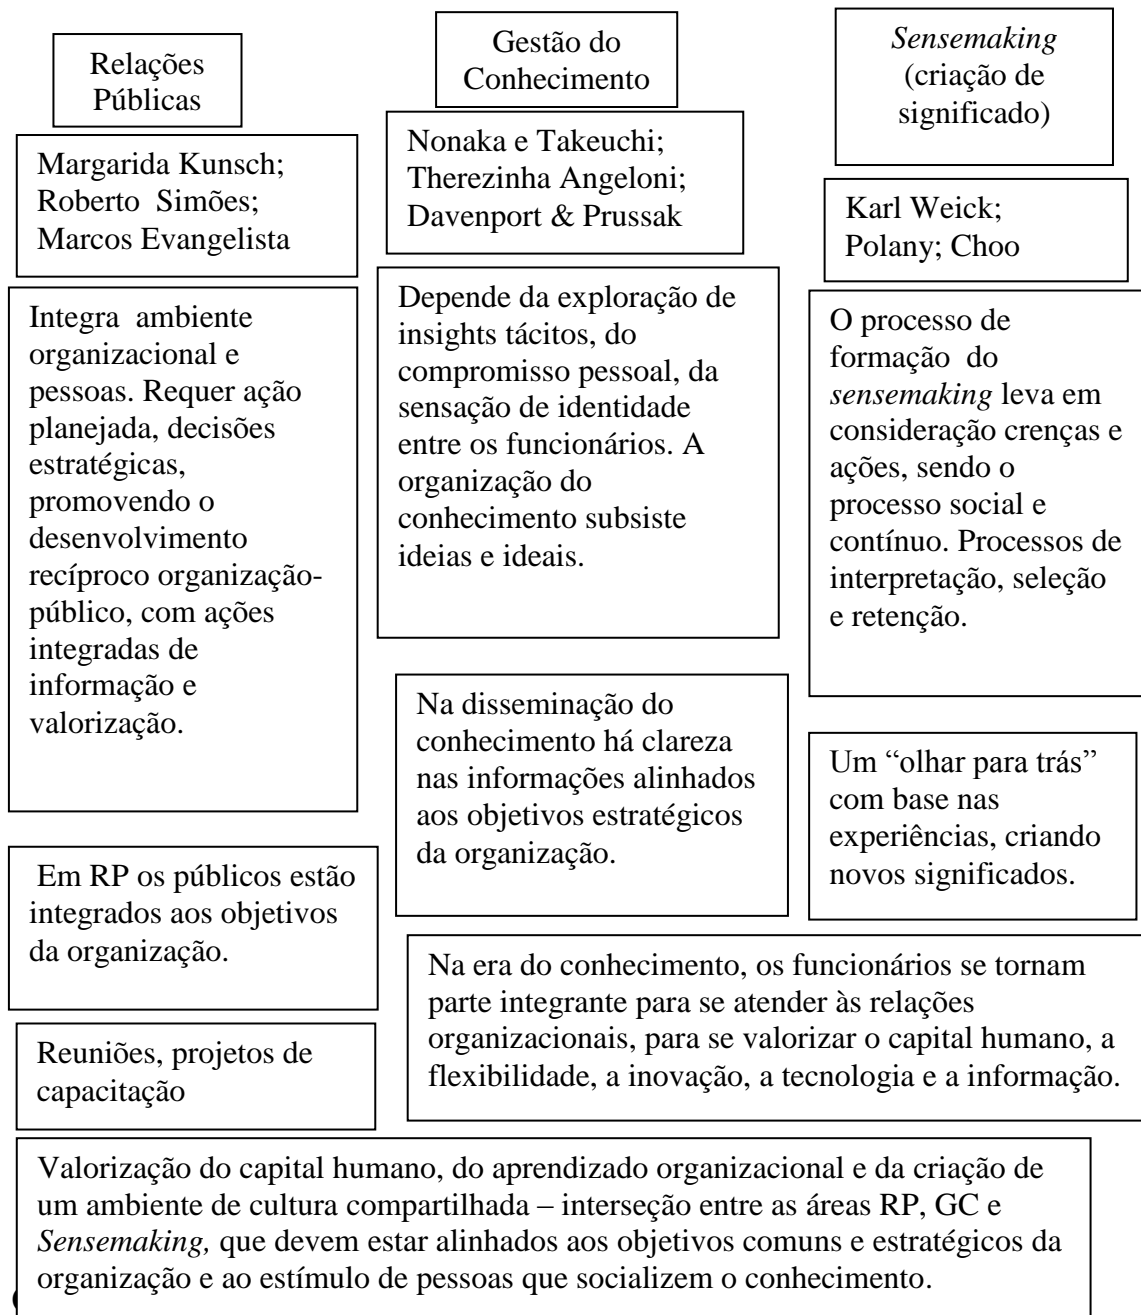 Relações
Públicas
Margarida Kunsch;
Roberto Simões;
Marcos Evangelista
Integra ambiente
organizacional e
pessoas. Requer ação
planejada, decisões
estratégicas,
promovendo o
desenvolvimento
recíproco organização-
público, com ações
integradas de
informação e
valorização.
Em RP os públicos estão
integrados aos objetivos
da organização.
Reuniões, projetos de
capacitação
Gestão do
Conhecimento
Nonaka e Takeuchi;
Therezinha Angeloni;
Davenport & Prussak
Depende da exploração de
insights tácitos, do
compromisso pessoal, da
sensação de identidade
entre os funcionários. A
organização do
conhecimento subsiste
ideias e ideais.
Na disseminação do
conhecimento há clareza
nas informações alinhados
aos objetivos estratégicos
da organização.
Sensemaking
(criação de
significado)
Karl Weick;
Polany; Choo
O processo de
formação do
sensemaking leva em
consideração crenças e
ações, sendo o
processo social e
contínuo. Processos de
interpretação, seleção
e retenção.
Um “olhar para trás”
com base nas
experiências, criando
novos significados.
Na era do conhecimento, os funcionários se tornam
parte integrante para se atender às relações
organizacionais, para se valorizar o capital humano, a
flexibilidade, a inovação, a tecnologia e a informação.
Valorização do capital humano, do aprendizado organizacional e da criação de
um ambiente de cultura compartilhada – interseção entre as áreas RP, GC e
Sensemaking, que devem estar alinhados aos objetivos comuns e estratégicos da
organização e ao estímulo de pessoas que socializem o conhecimento.